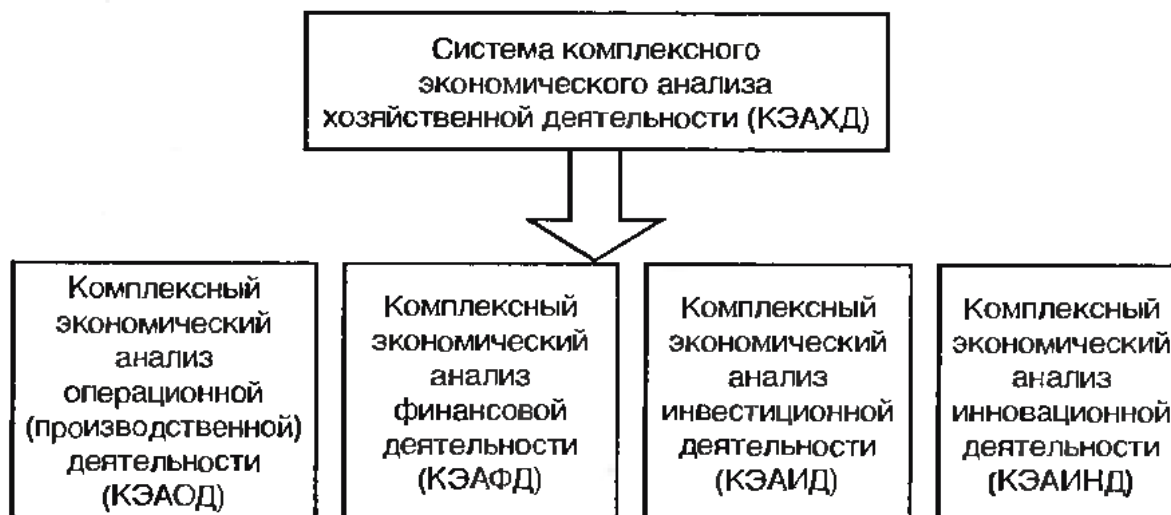 Система комплексного
экономического анализа
хозяйственной деятельности (КЭАХД)
Комплексный
экономический
анализ
операционной
(производственной)
деятельности
(КЭАОД)
Комплексный
экономический
анализ
финансовой
деятельности
(КЭАФД)
Комплексный
экономический
анализ
инвестиционной
деятельности
(КЭАИД)
Комплексный
экономический
анализ
инновационной
деятельности
(КЭАИНД)